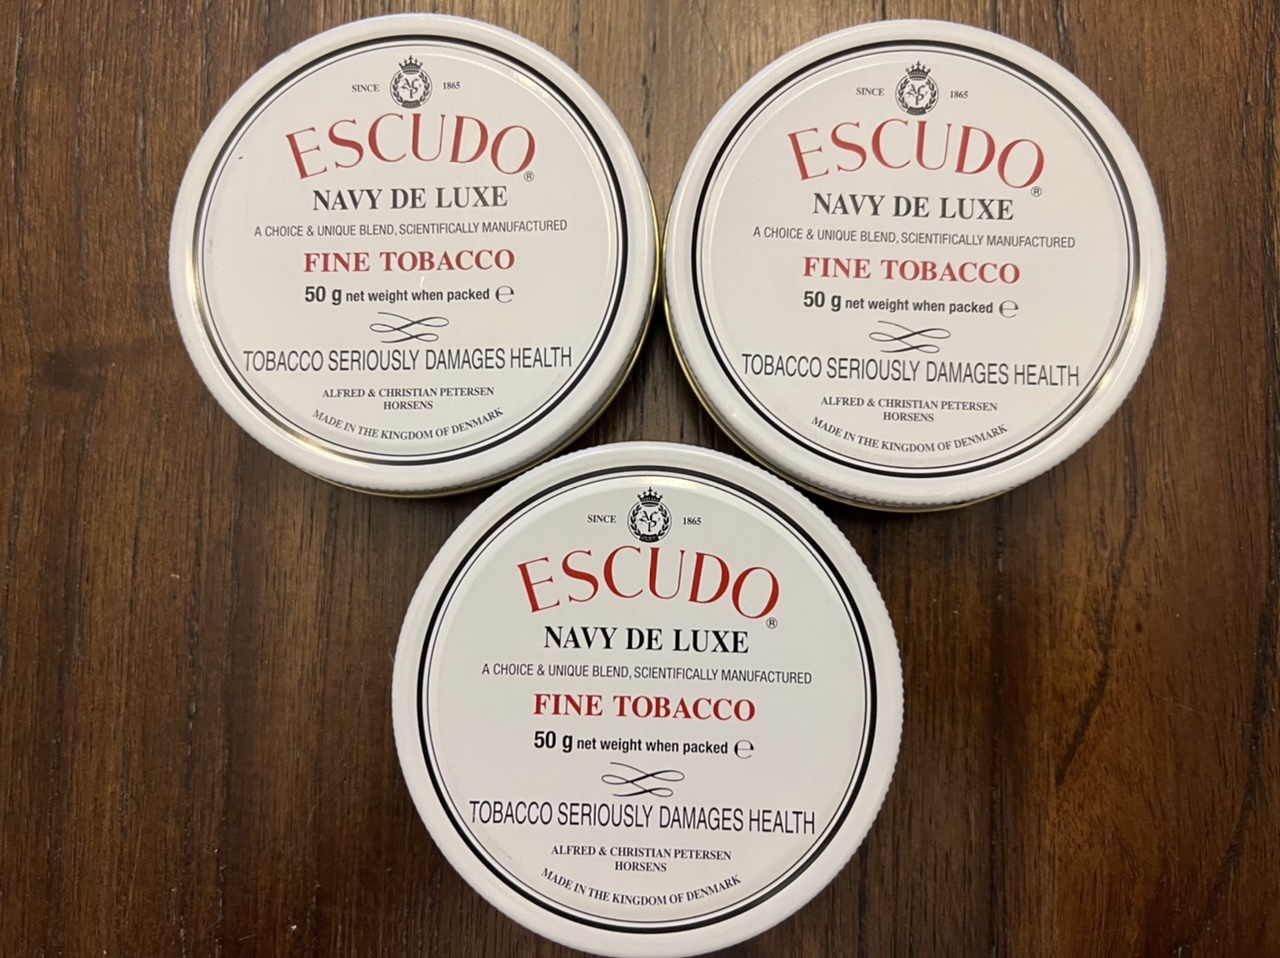 SINCE ACP 1865
ESCUDO®
NAVY DE LUXE
A CHOICE & UNIQUE BLEND, SCIENTIFICALLY MANUFACTURED
FINE TOBACCO
50 g net weight when packed ℮
TOBACCO SERIOUSLY DAMAGES HEALTH
ALFRED & CHRISTIAN PETERSEN
HORSENS
MADE IN THE KINGDOM OF DENMARK
SINCE ACP 1865
ESCUDO®
NAVY DE LUXE
A CHOICE & UNIQUE BLEND, SCIENTIFICALLY MANUFACTURED
FINE TOBACCO
50 g net weight when packed ℮
TOBACCO SERIOUSLY DAMAGES HEALTH
ALFRED & CHRISTIAN PETERSEN
HORSENS
MADE IN THE KINGDOM OF DENMARK
SINCE ACP 1865
ESCUDO®
NAVY DE LUXE
A CHOICE & UNIQUE BLEND, SCIENTIFICALLY MANUFACTURED
FINE TOBACCO
50 g net weight when packed ℮
TOBACCO SERIOUSLY DAMAGES HEALTH
ALFRED & CHRISTIAN PETERSEN
HORSENS
MADE IN THE KINGDOM OF DENMARK